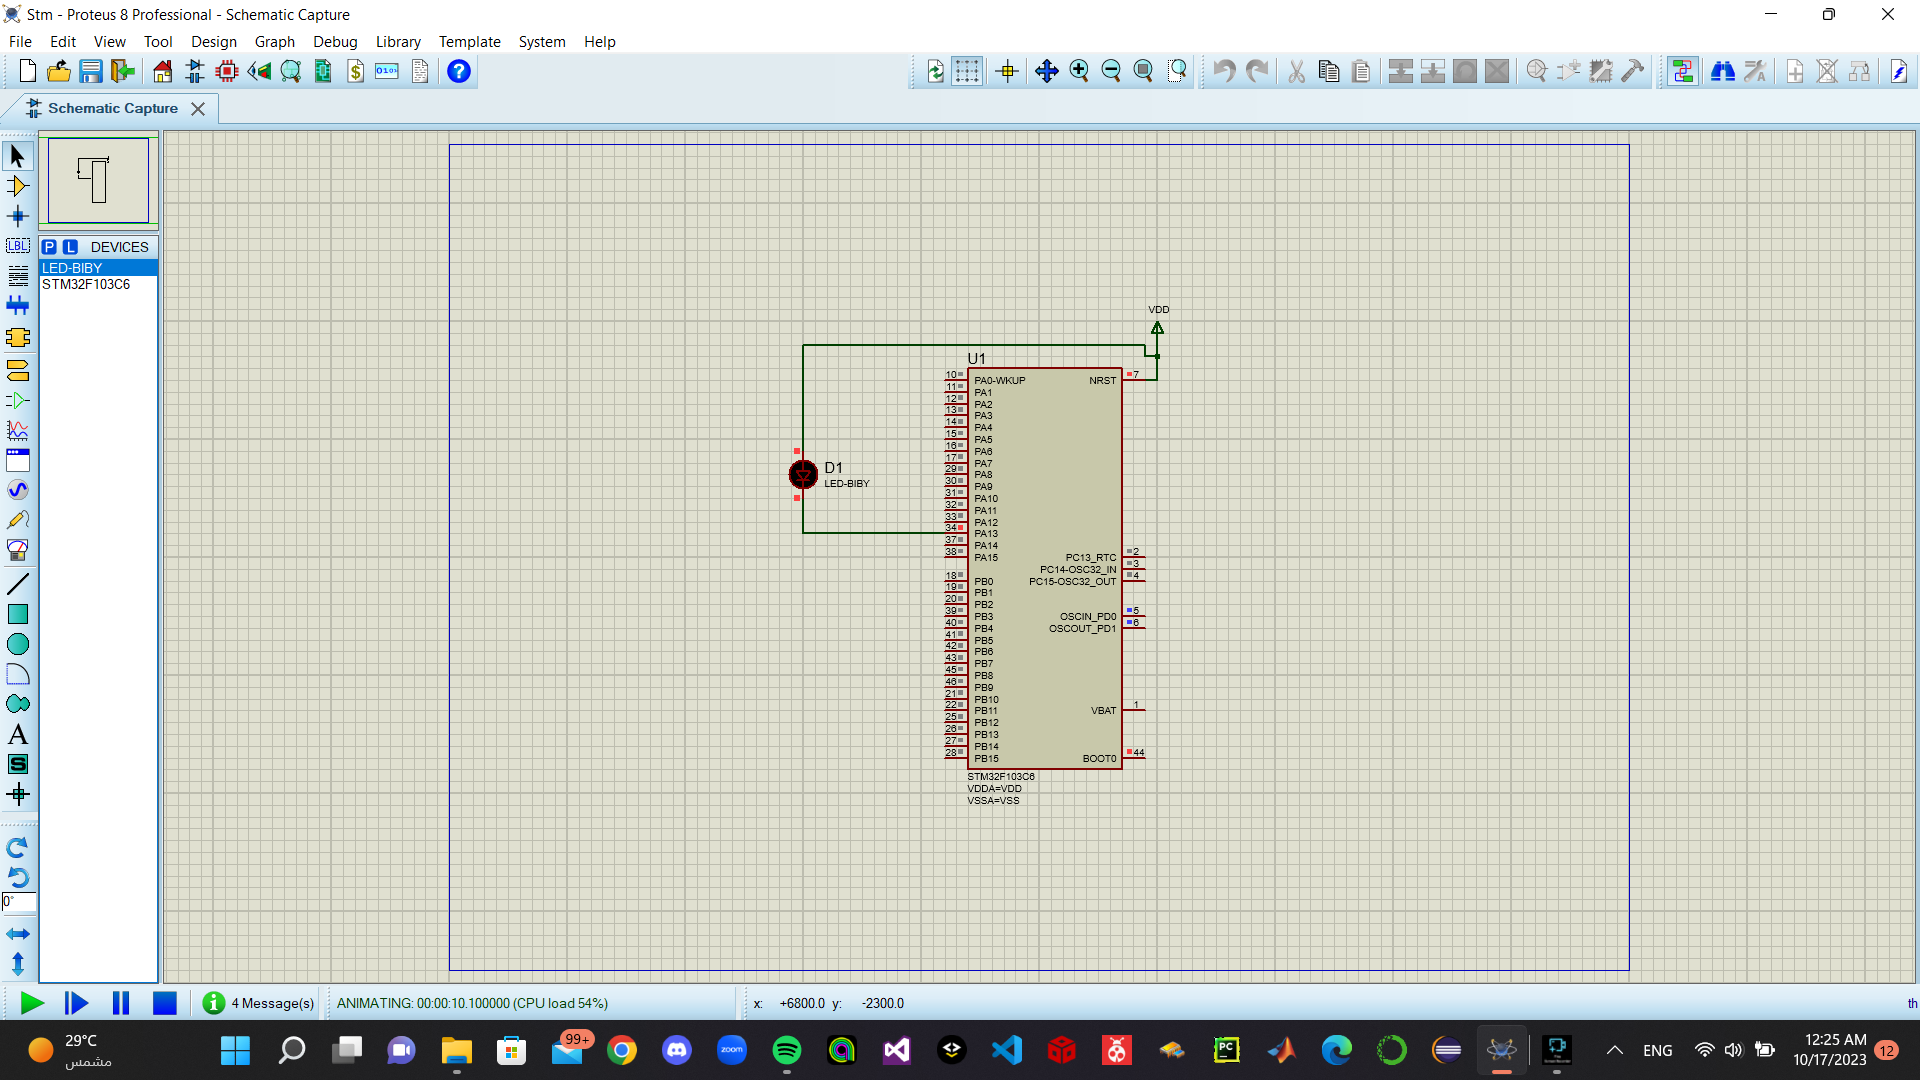 Stm - Proteus 8 Professional - Schematic Capture
File Edit View Tool Design Graph Debug Library Template System Help
Schematic Capture
P L DEVICES
LED-BIBY
STM32F103C6
LBL
A
S
0°
VDD
U1
10 PA0-WKUP
11 PA1
12 PA2
13 PA3
14 PA4
15 PA5
16 PA6
17 PA7
29 PA8
30 PA9
31 PA10
32 PA11
33 PA12
34 PA13
37 PA14
38 PA15
18 PB0
19 PB1
20 PB2
39 PB3
40 PB4
41 PB5
42 PB6
43 PB7
45 PB8
46 PB9
21 PB10
22 PB11
25 PB12
26 PB13
27 PB14
28 PB15
NRST 7
PC13_RTC 2
PC14-OSC32_IN 3
PC15-OSC32_OUT 4
OSCIN_PD0 5
OSCOUT_PD1 6
VBAT 1
BOOT0 44
STM32F103C6
VDDA=VDD
VSSA=VSS
D1
LED-BIBY
4 Message(s) ANIMATING: 00:00:10.100000 (CPU load 54%) x: +6800.0 y: -2300.0 th
29°C
مشمس
99+
zoom
PC
ENG
12:25 AM
10/17/2023
12